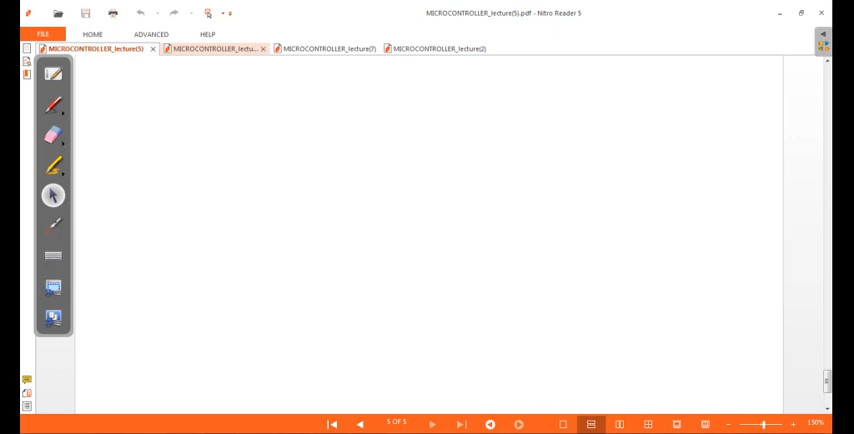 MICROCONTROLLER_lecture(5).pdf - Nitro Reader 5
FILE HOME ADVANCED HELP
MICROCONTROLLER_lecture(5) MICROCONTROLLER_lectu... MICROCONTROLLER_lecture(7) MICROCONTROLLER_lecture(2)
5 OF 5
150%